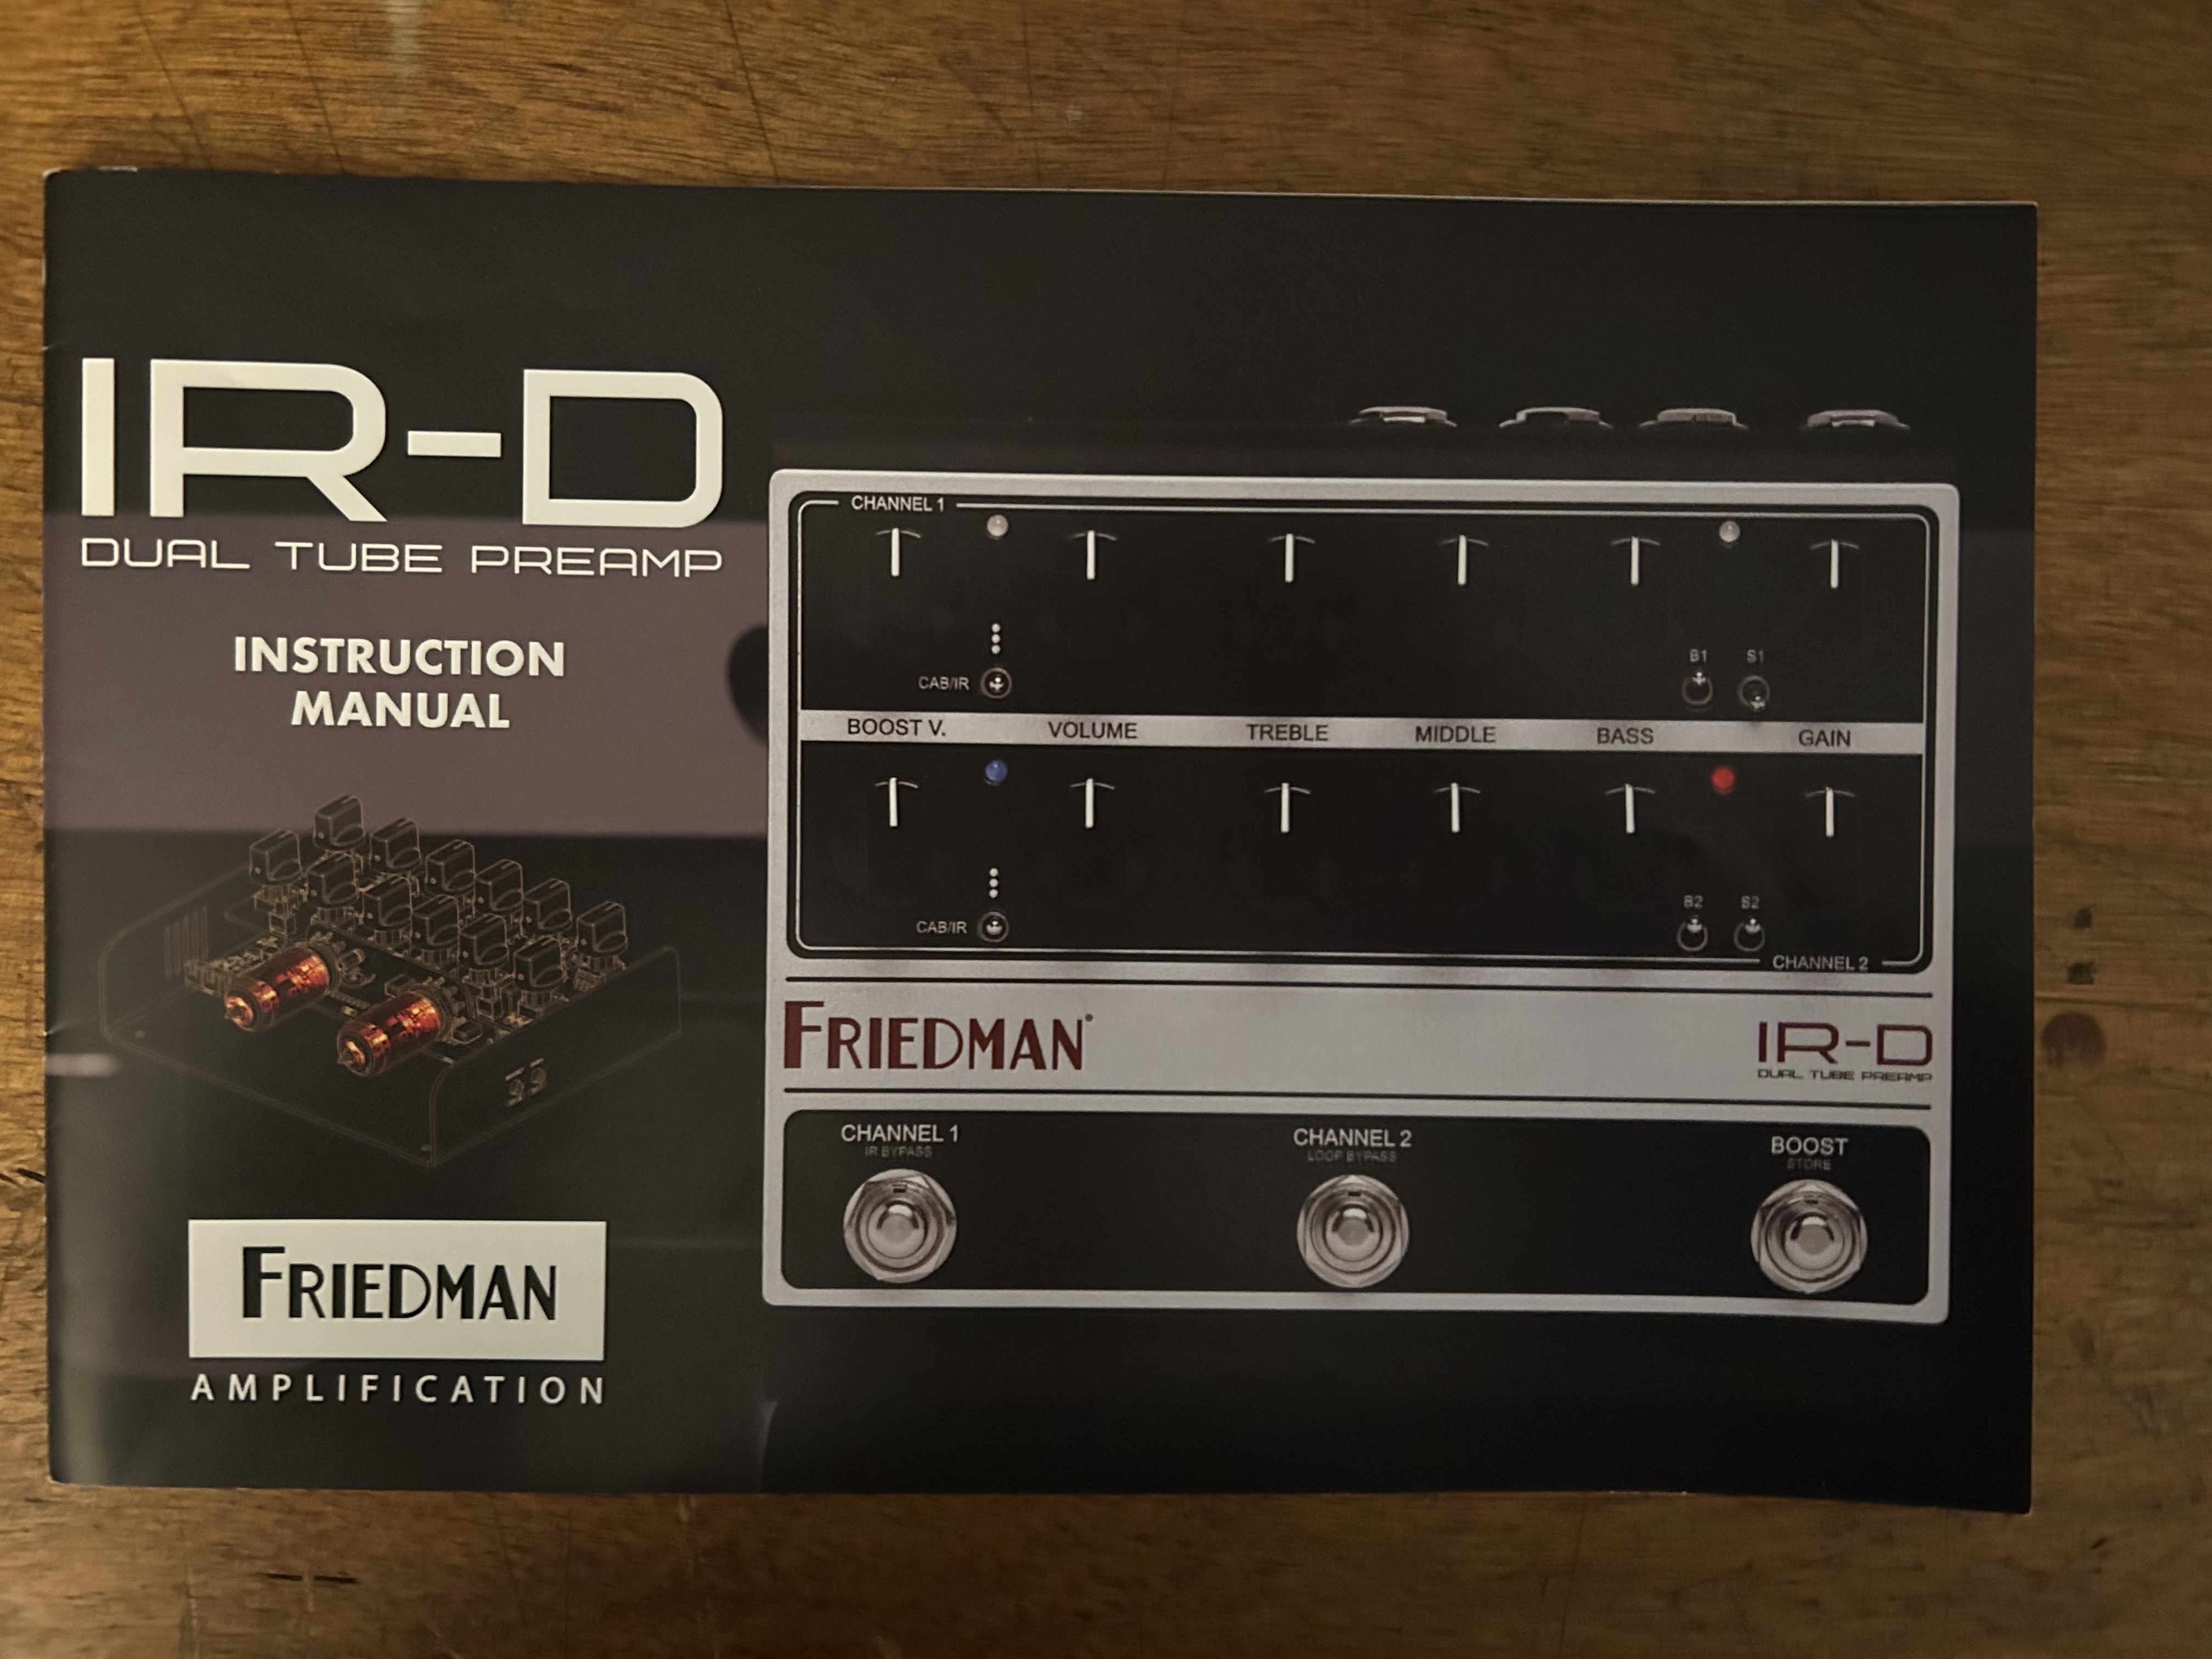 IR-D
DUAL TUBE PREAMP
INSTRUCTION
MANUAL
FRIEDMAN
AMPLIFICATION
CHANNEL 1
CAB/IR
B1 S1
BOOST V. VOLUME TREBLE MIDDLE BASS GAIN
CAB/IR
B2 S2
CHANNEL 2
FRIEDMAN
IR-D
DUAL TUBE PREAMP
CHANNEL 1
IR BYPASS
CHANNEL 2
LOOP BYPASS
BOOST
STORE